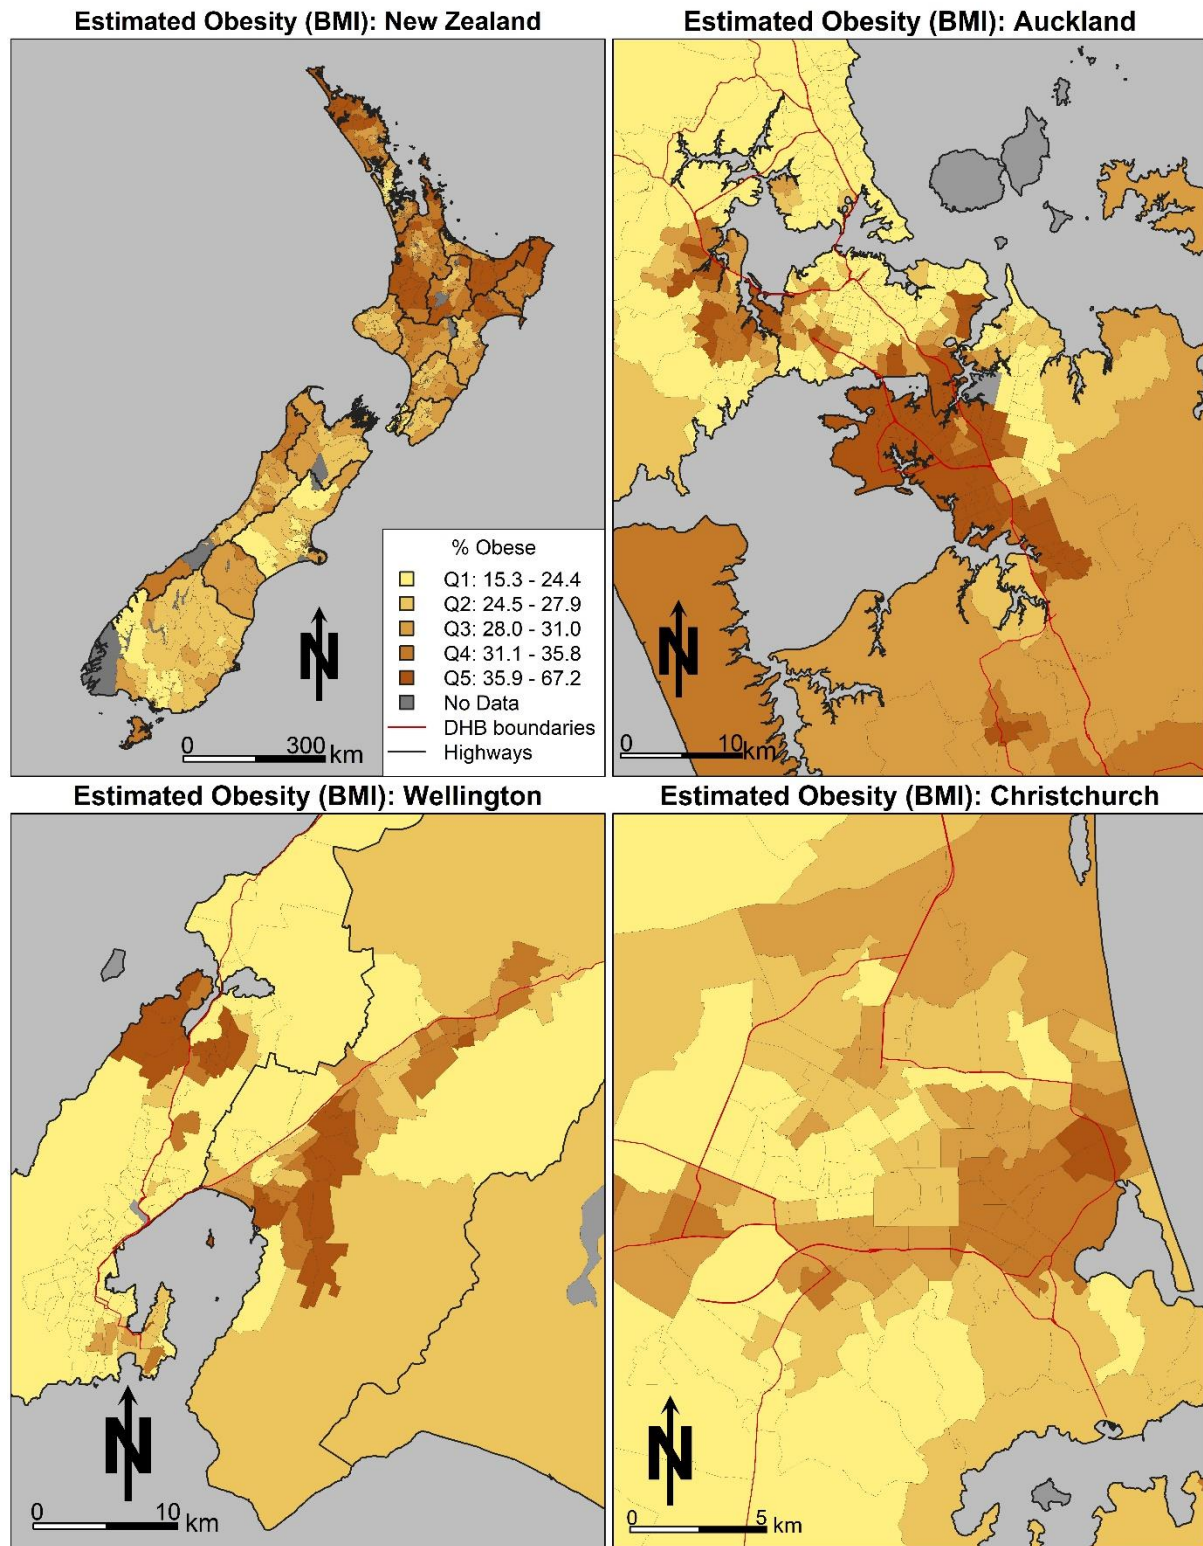 Estimated Obesity (BMI): New Zealand
% Obese
Q1: 15.3 - 24.4
Q2: 24.5 - 27.9
Q3: 28.0 - 31.0
Q4: 31.1 - 35.8
Q5: 35.9 - 67.2
No Data
DHB boundaries
Highways
N
0 300 km
Estimated Obesity (BMI): Auckland
N
0 10 km
Estimated Obesity (BMI): Wellington
N
0 10 km
Estimated Obesity (BMI): Christchurch
N
0 5 km